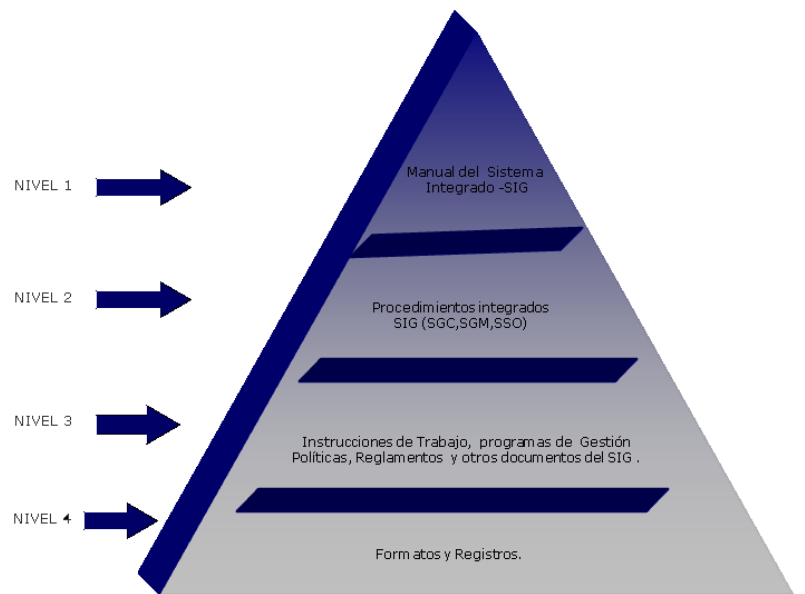 NIVEL 1
Manual del Sistema
Integrado -SIG
NIVEL 2
Procedimientos integrados
SIG (SGC,SGM,SSO)
NIVEL 3
Instrucciones de Trabajo, programas de Gestión
Políticas, Reglamentos y otros documentos del SIG .
NIVEL 4
Formatos y Registros.